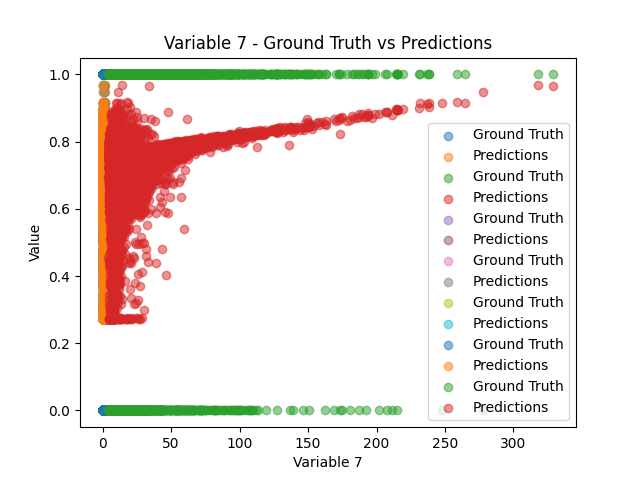 Variable 7 - Ground Truth vs Predictions
1.0
0.8
0.6
0.4
0.2
0.0
Value
0
50
100
150
200
250
300
Variable 7
Ground Truth
Predictions
Ground Truth
Predictions
Ground Truth
Predictions
Ground Truth
Predictions
Ground Truth
Predictions
Ground Truth
Predictions
Ground Truth
Predictions